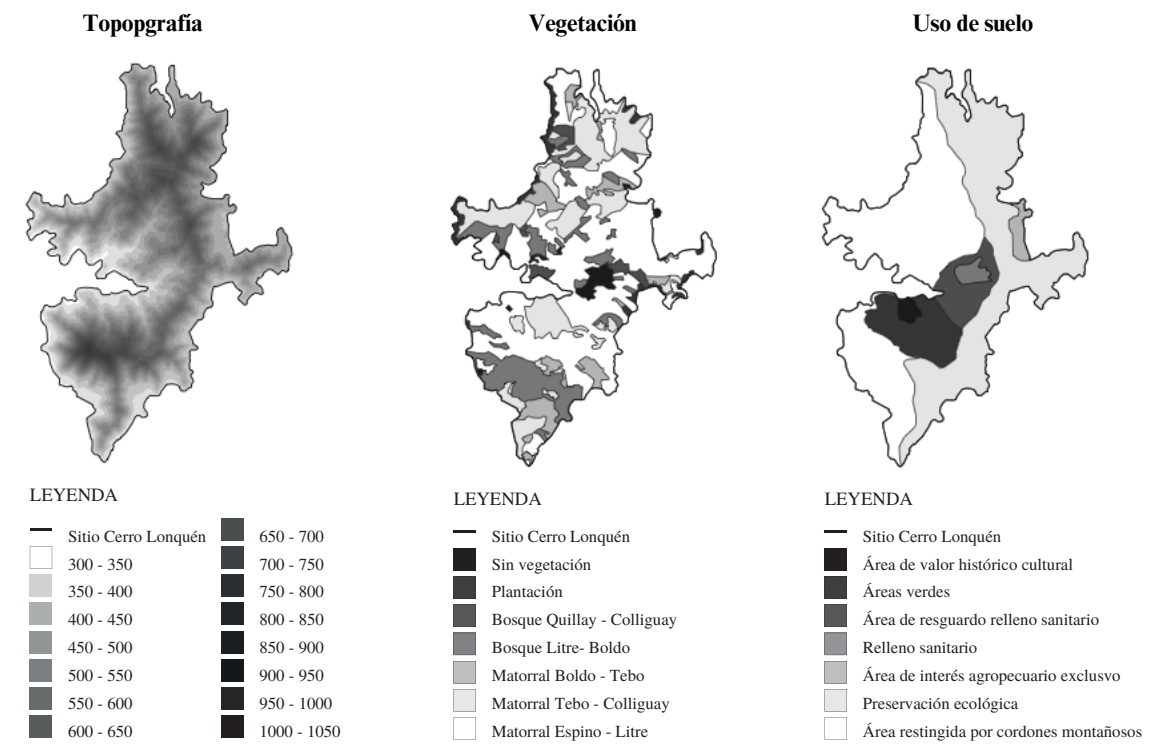 Topopgrafía
Vegetación
Uso de suelo
LEYENDA
Sitio Cerro Lonquén
300 - 350
350 - 400
400 - 450
450 - 500
500 - 550
550 - 600
600 - 650
650 - 700
700 - 750
750 - 800
800 - 850
850 - 900
900 - 950
950 - 1000
1000 - 1050
LEYENDA
Sitio Cerro Lonquén
Sin vegetación
Plantación
Bosque Quillay - Colliguay
Bosque Litre- Boldo
Matorral Boldo - Tebo
Matorral Tebo - Colliguay
Matorral Espino - Litre
LEYENDA
Sitio Cerro Lonquén
Área de valor histórico cultural
Áreas verdes
Área de resguardo relleno sanitario
Relleno sanitario
Área de interés agropecuario exclusvo
Preservación ecológica
Área restingida por cordones montañosos